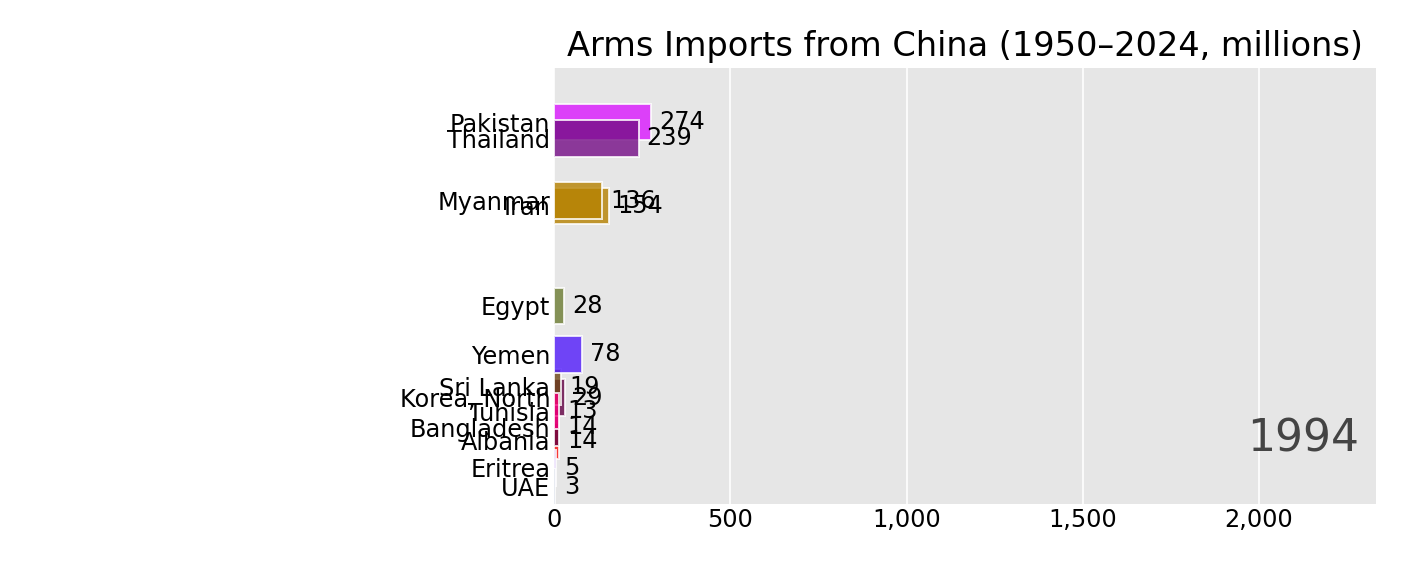 Arms Imports from China (1950–2024, millions)
Pakistan 274
Thailand 239
Myanmar 136
Iran 154
Egypt 28
Yemen 78
Sri Lanka 19
Korea, North 29
Tunisia 13
Bangladesh 14
Albania 14
1994
Eritrea 5
UAE 3
0 500 1,000 1,500 2,000